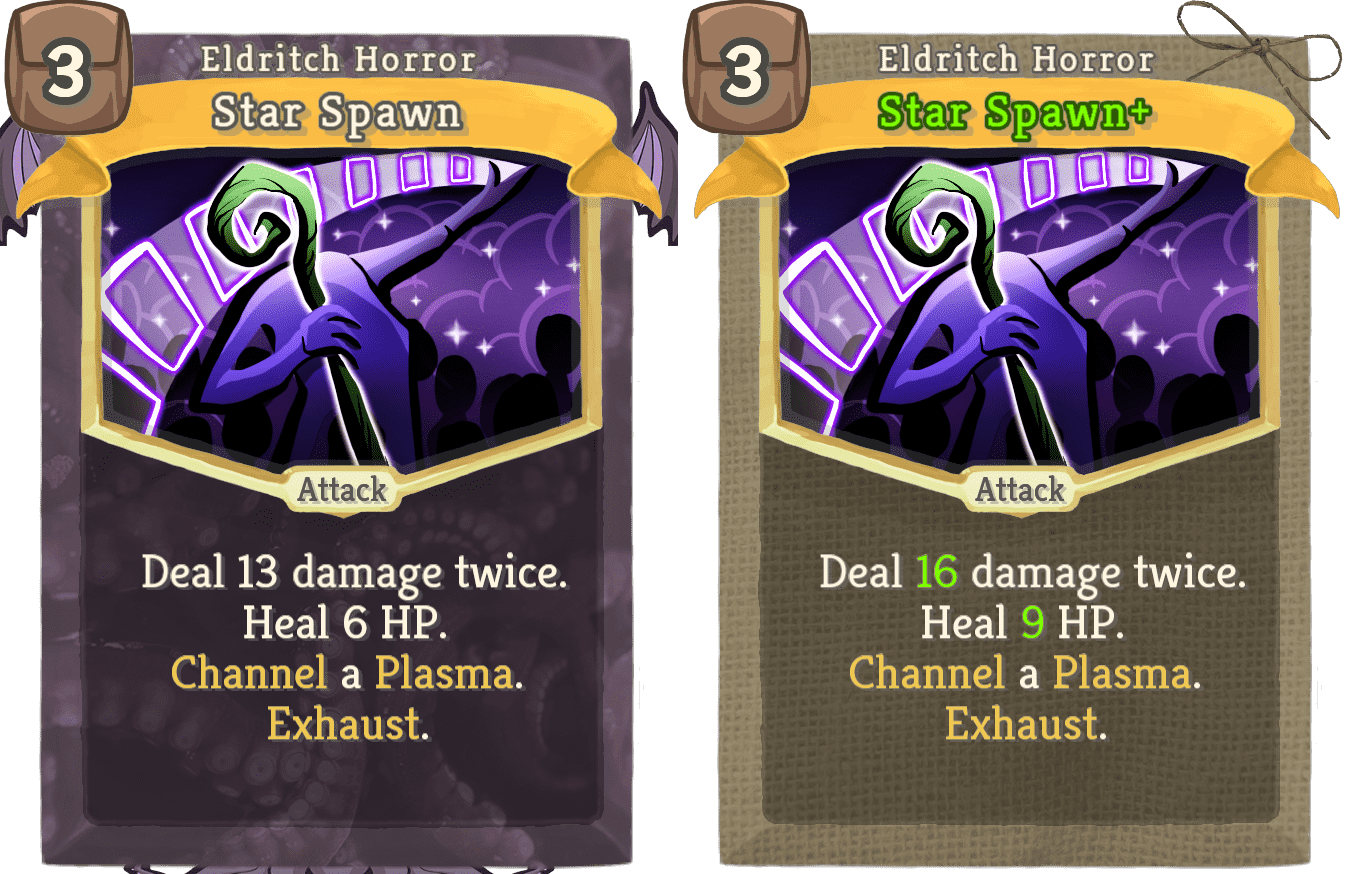 3
Eldritch Horror
Star Spawn
Attack
Deal 13 damage twice.
Heal 6 HP.
Channel a Plasma.
Exhaust.
3
Eldritch Horror
Star Spawn+
Attack
Deal 16 damage twice.
Heal 9 HP.
Channel a Plasma.
Exhaust.